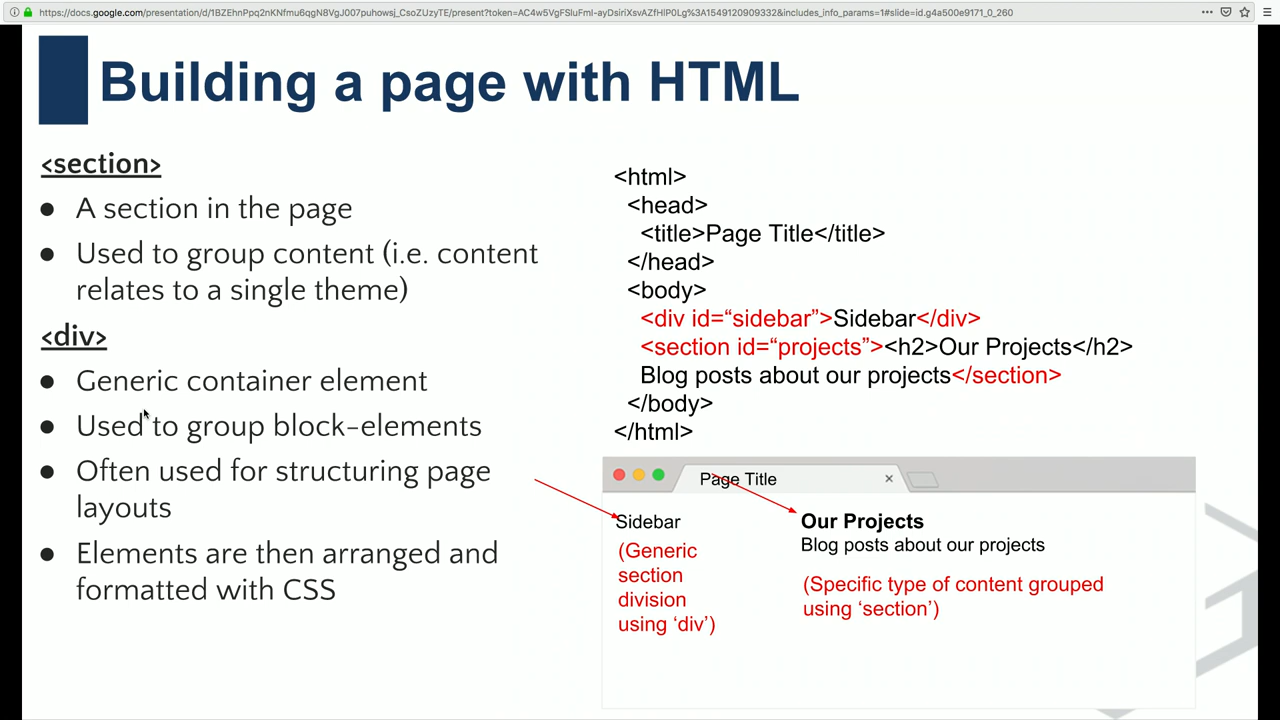 https://docs.google.com/presentation/d/1BZEhnPpq2nKNfmu6qgN8VgJ007puhowsj_CsoZUzy/TE/present?token=AC4w5VgFSluFmI-ayDsiriXsvAZfHlP0Lg%3A1541070909332&includes_info_params=1#slide=id.g4a500e9171_0_260
Building a page with HTML
<section>
● A section in the page
● Used to group content (i.e. content
relates to a single theme)
<div>
● Generic container element
● Used to group block-elements
● Often used for structuring page
layouts
● Elements are then arranged and
formatted with CSS
<html>
<head>
<title>Page Title</title>
</head>
<body>
<div id=“sidebar”>Sidebar</div>
<section id=“projects”><h2>Our Projects</h2>
Blog posts about our projects</section>
</body>
</html>
Page Title
Sidebar
(Generic
section
division
using ‘div’)
Our Projects
Blog posts about our projects
(Specific type of content grouped
using ‘section’)